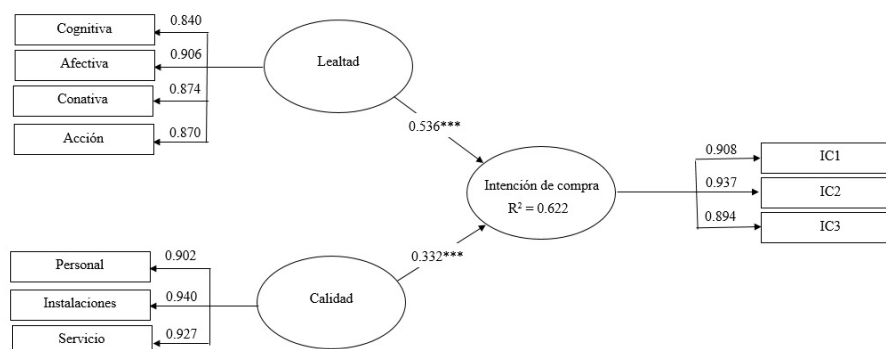 Cognitiva
0.840
Afectiva
0.906
Conativa
0.874
Acción
0.870
Lealtad
0.536***
Intención de compra
R² = 0.622
0.908
IC1
0.937
IC2
0.894
IC3
0.332***
Personal
0.902
Instalaciones
0.940
Servicio
0.927
Calidad